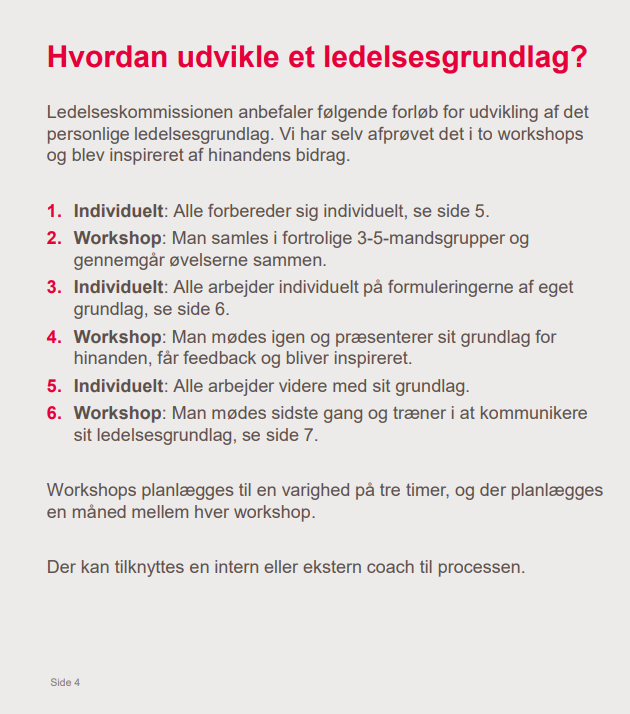 Hvordan udvikle et ledelsesgrundlag?
Ledelseskommissionen anbefaler følgende forløb for udvikling af det
personlige ledelsesgrundlag. Vi har selv afprøvet det i to workshops
og blev inspireret af hinandens bidrag.
1. Individuelt: Alle forbereder sig individuelt, se side 5.
2. Workshop: Man samles i fortrolige 3-5-mandsgrupper og
gennemgår øvelserne sammen.
3. Individuelt: Alle arbejder individuelt på formuleringerne af eget
grundlag, se side 6.
4. Workshop: Man mødes igen og præsenterer sit grundlag for
hinanden, får feedback og bliver inspireret.
5. Individuelt: Alle arbejder videre med sit grundlag.
6. Workshop: Man mødes sidste gang og træner i at kommunikere
sit ledelsesgrundlag, se side 7.
Workshops planlægges til en varighed på tre timer, og der planlægges
en måned mellem hver workshop.
Der kan tilknyttes en intern eller ekstern coach til processen.
Side 4